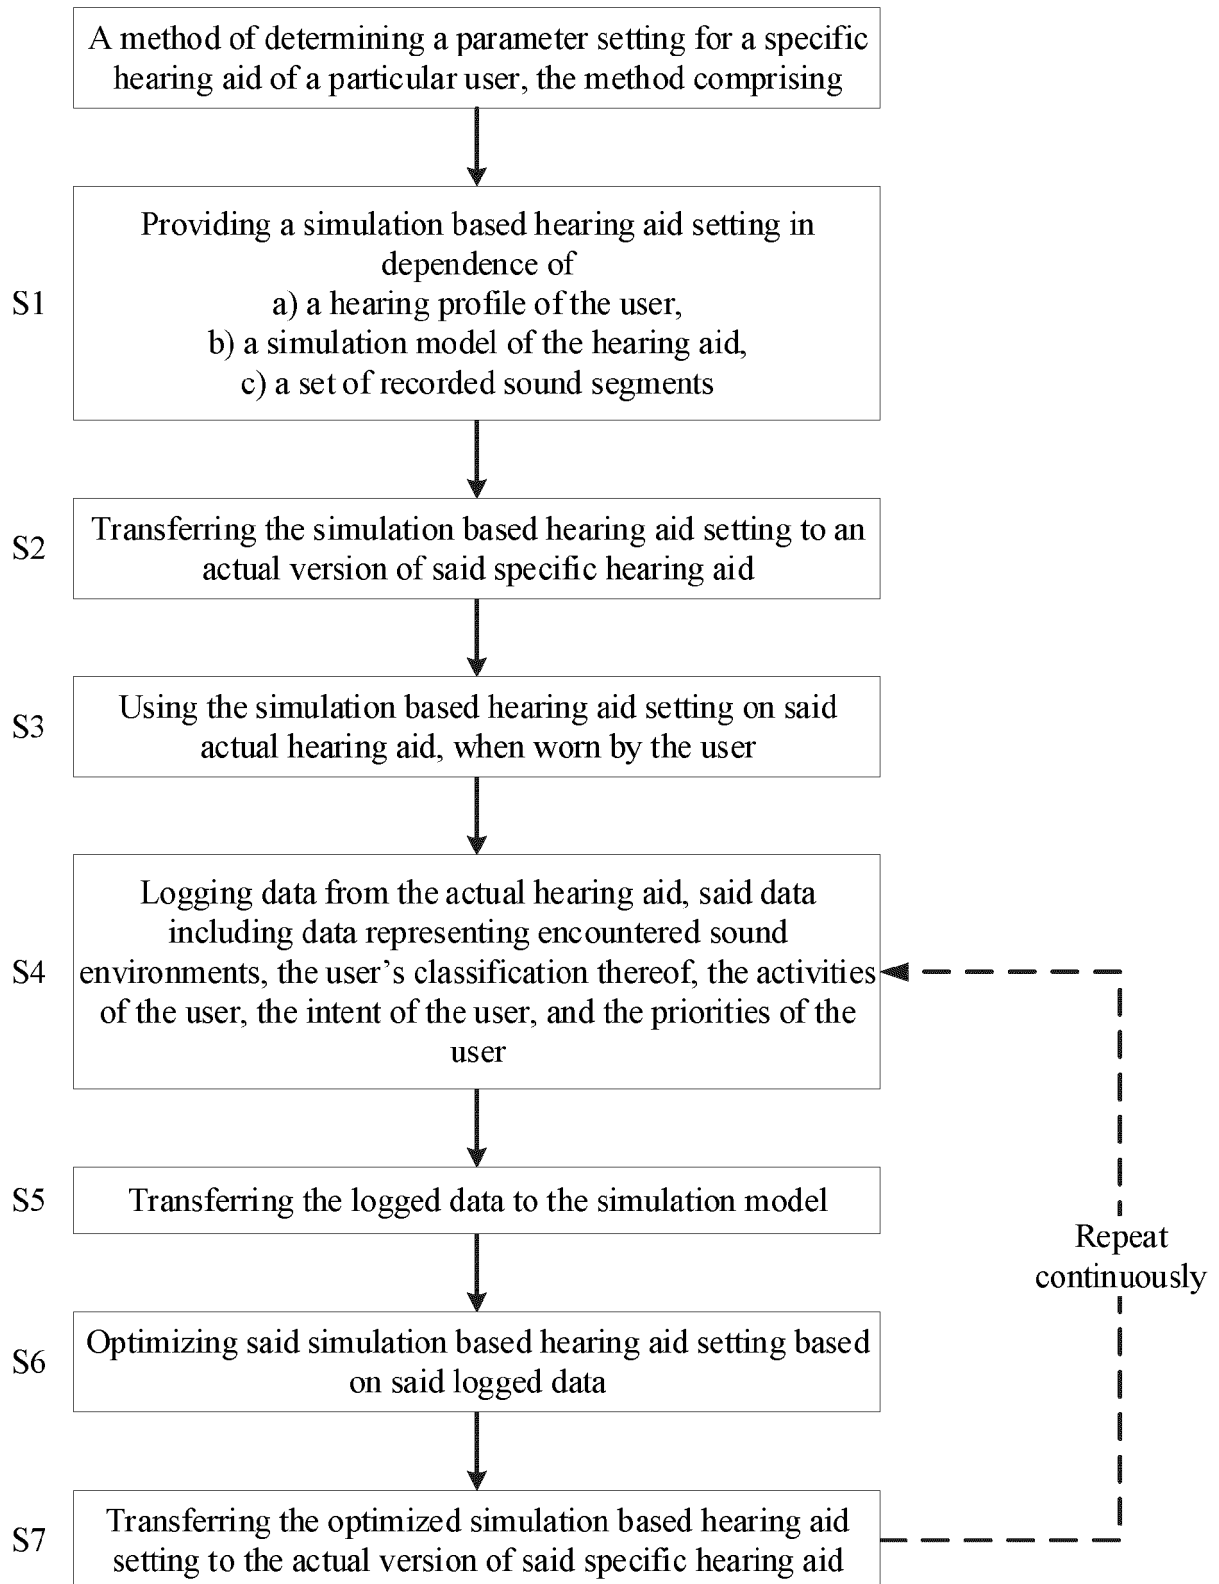 A method of determining a parameter setting for a specific
hearing aid of a particular user, the method comprising
S1
Providing a simulation based hearing aid setting in
dependence of
a) a hearing profile of the user,
b) a simulation model of the hearing aid,
c) a set of recorded sound segments
S2
Transferring the simulation based hearing aid setting to an
actual version of said specific hearing aid
S3
Using the simulation based hearing aid setting on said
actual hearing aid, when worn by the user
S4
Logging data from the actual hearing aid, said data
including data representing encountered sound
environments, the user's classification thereof, the activities
of the user, the intent of the user, and the priorities of the
user
S5
Transferring the logged data to the simulation model
Repeat
continuously
S6
Optimizing said simulation based hearing aid setting based
on said logged data
S7
Transferring the optimized simulation based hearing aid
setting to the actual version of said specific hearing aid